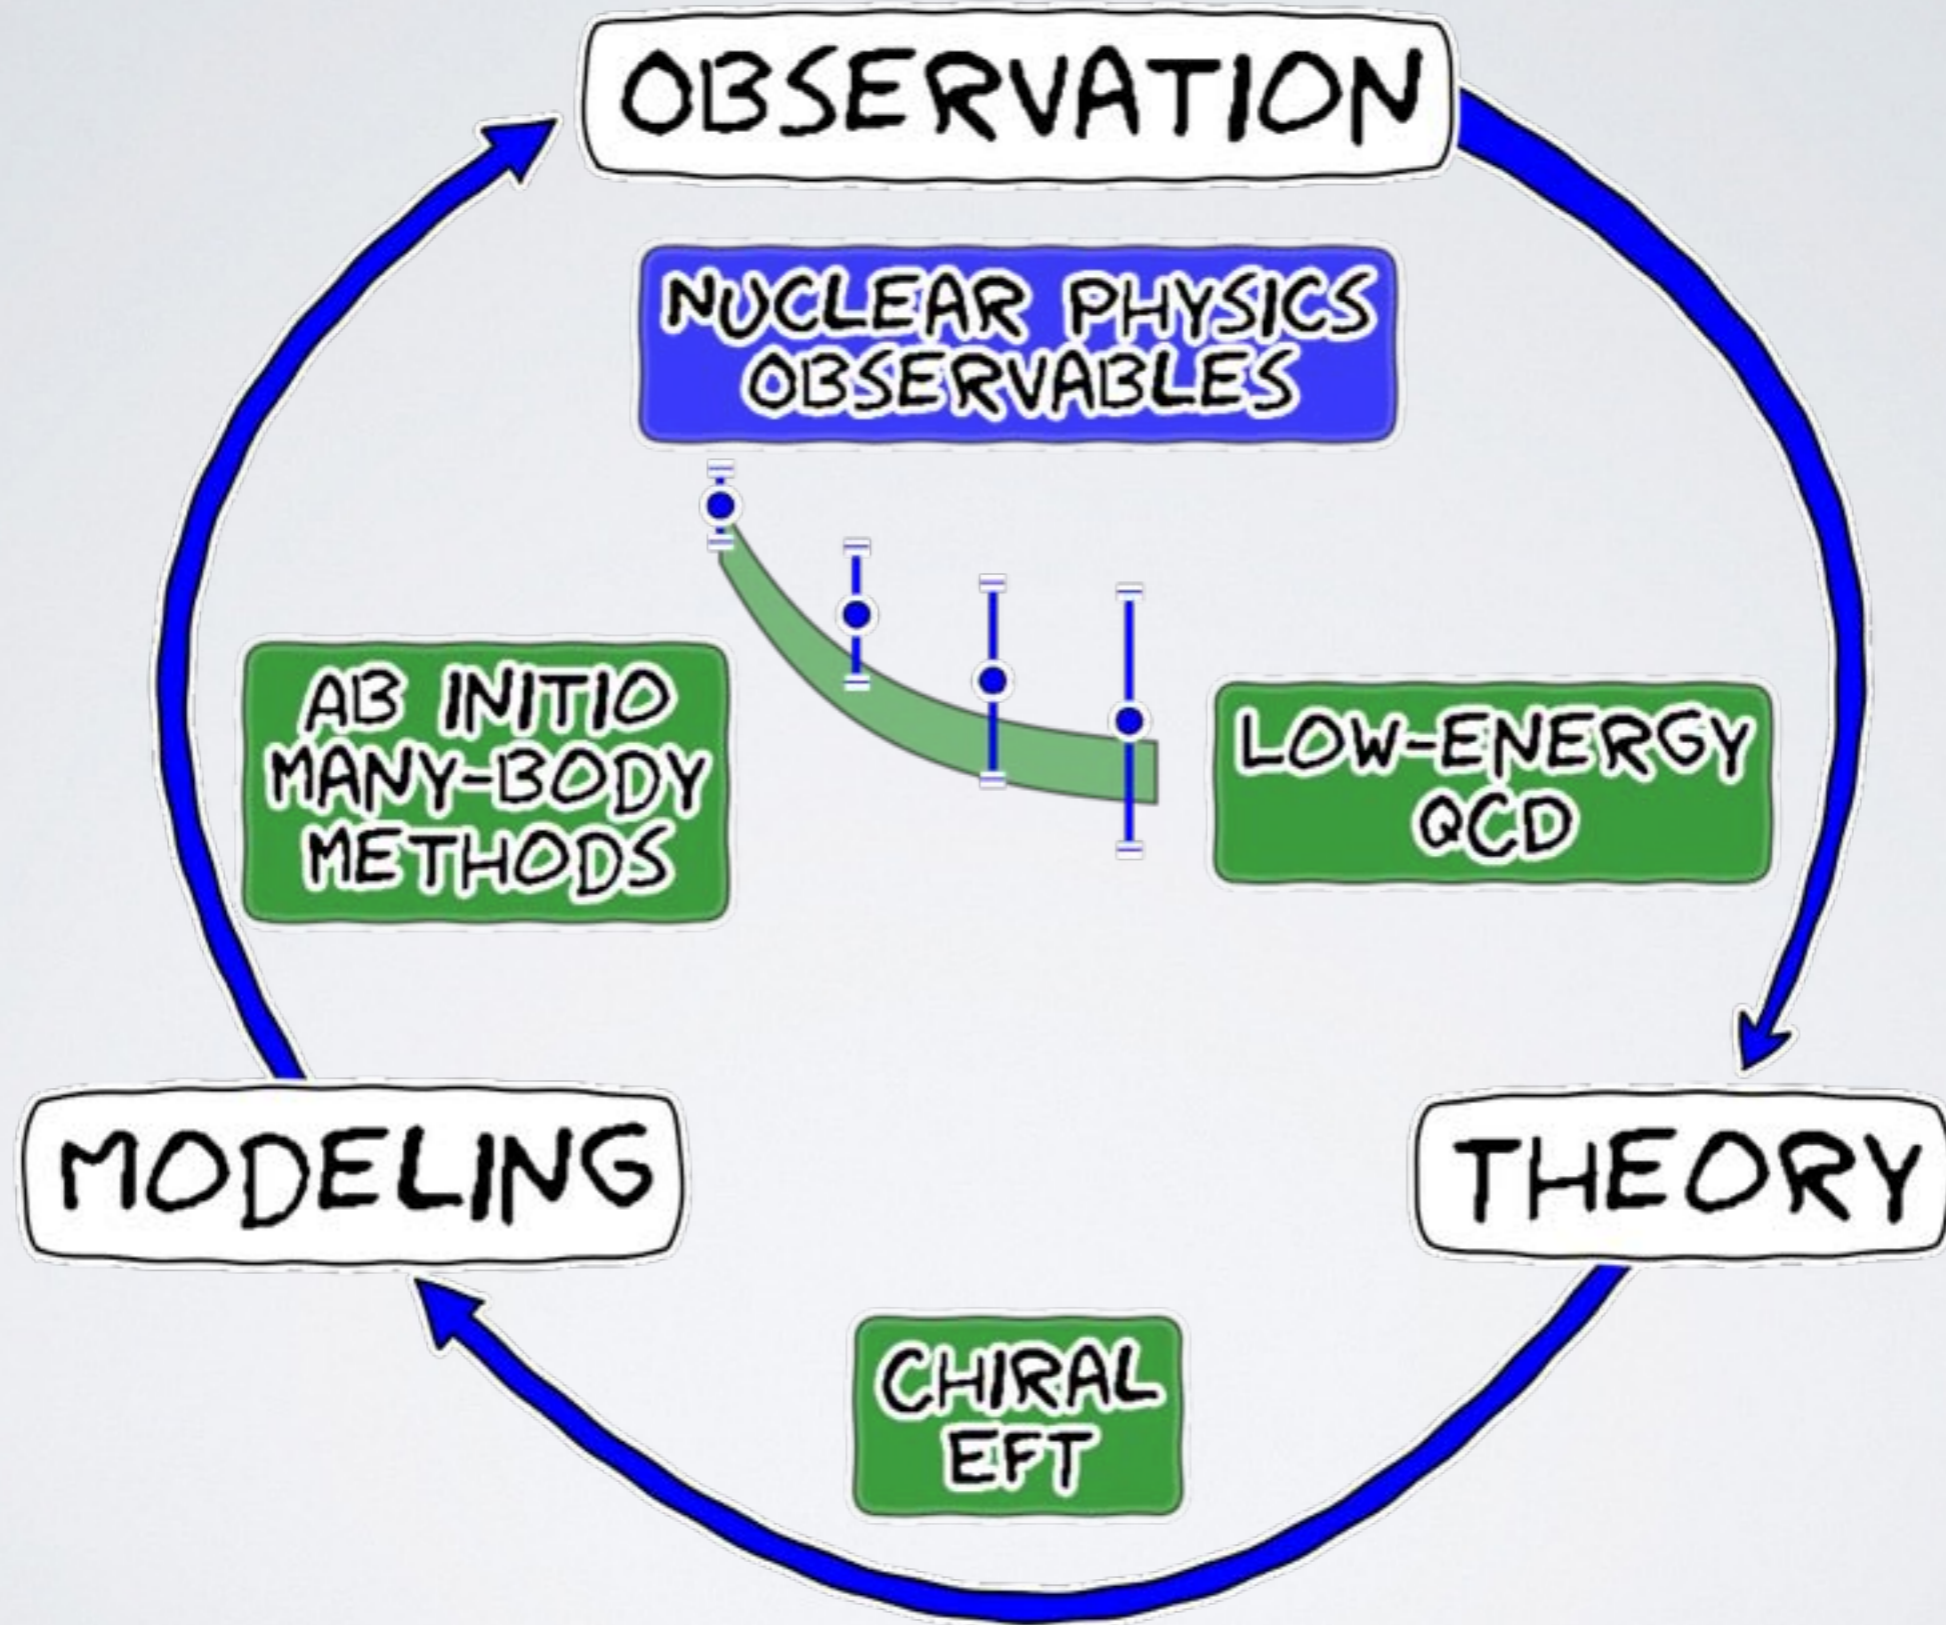 OBSERVATION
NUCLEAR PHYSICS
OBSERVABLES
AB INITIO
MANY-BODY
METHODS
LOW-ENERGY
QCD
MODELING
THEORY
CHIRAL
EFT